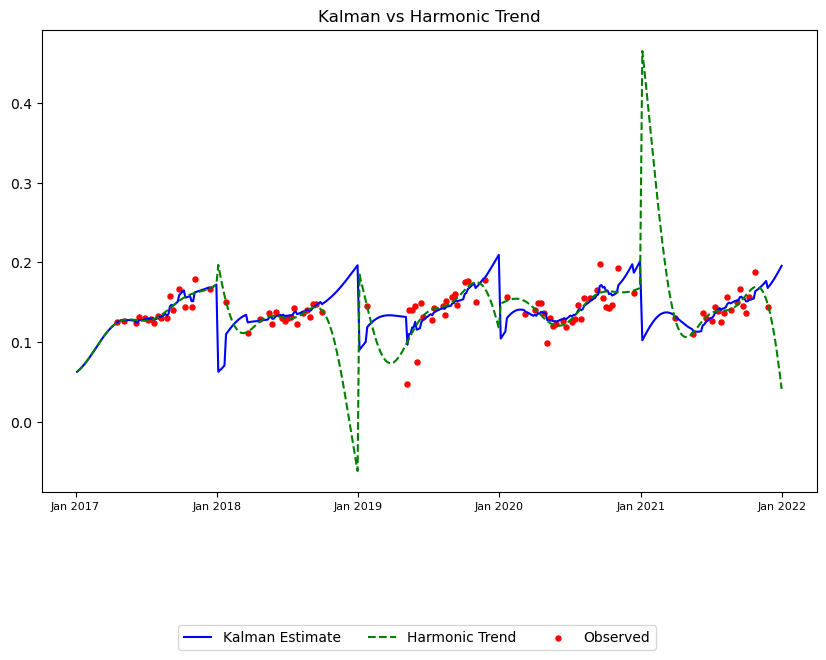 Kalman vs Harmonic Trend
0.4
0.3
0.2
0.1
0.0
Jan 2017 Jan 2018 Jan 2019 Jan 2020 Jan 2021 Jan 2022
Kalman Estimate Harmonic Trend Observed